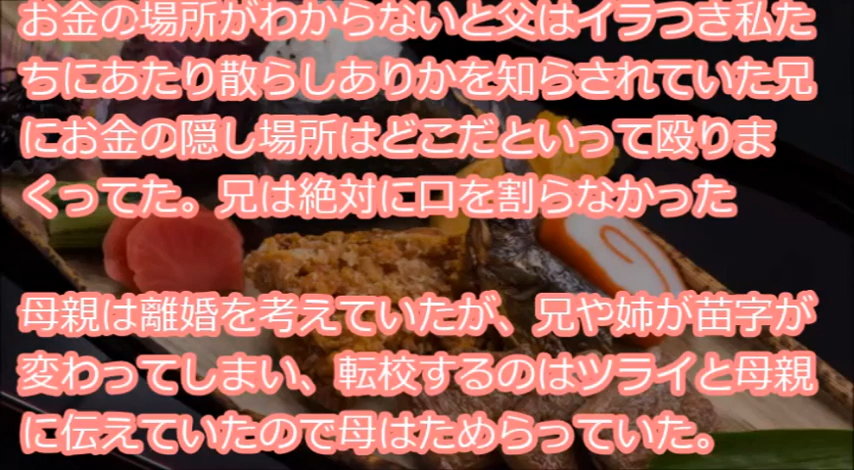 お金の場所がわからないと父はイラつき私た
ちにあたり散らしありかを知らされていた兄
にお金の隠し場所はどこだといって殴りま
くってた。兄は絶対に口を割らなかった
母親は離婚を考えていたが、兄や姉が苗字が
変わってしまい、転校するのはツライと母親
に伝えていたので母はためらっていた。